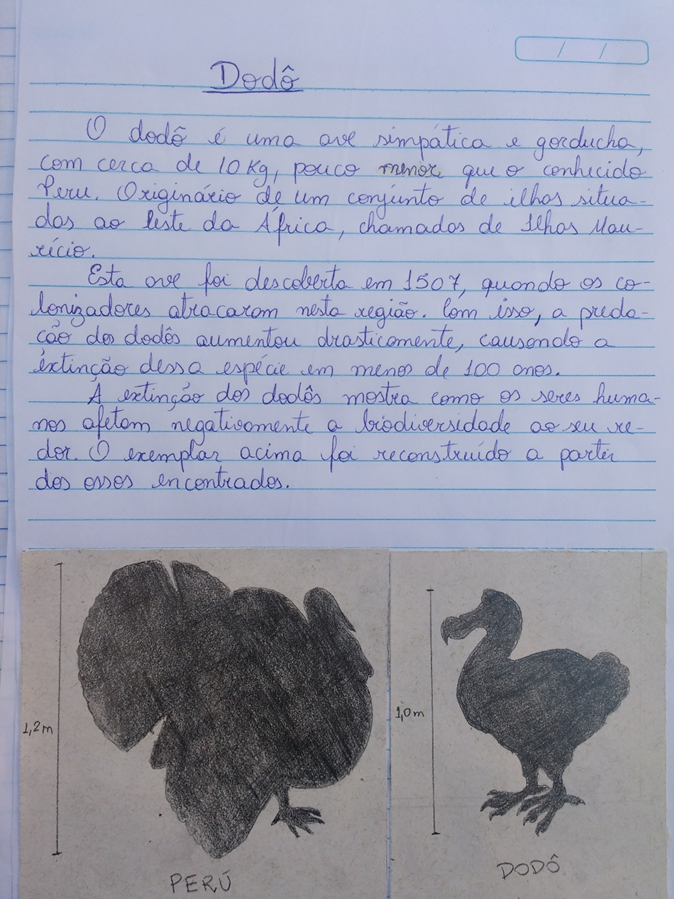 Dodô
O dodô é uma ave simpática e gorducha,
com cerca de 10 Kg, pouco menor que o conhecido
Peru. Originário de um conjunto de ilhas situa-
das ao leste da África, chamadas de Ilhas Mau-
rício.
Esta ave foi descoberta em 1507, quando os co-
lonizadores atracaram nesta região. Com isso, a preda-
ção dos dodôs aumentou drasticamente, causando a
extinção dessa espécie em menos de 100 anos.
A extinção dos dodôs mostra como os seres huma-
nos afetam negativamente a biodiversidade ao seu re-
dor. O exemplar acima foi reconstruído a partir
dos ossos encontrados.
1,2m
1,0m
PERÚ
DODÔ